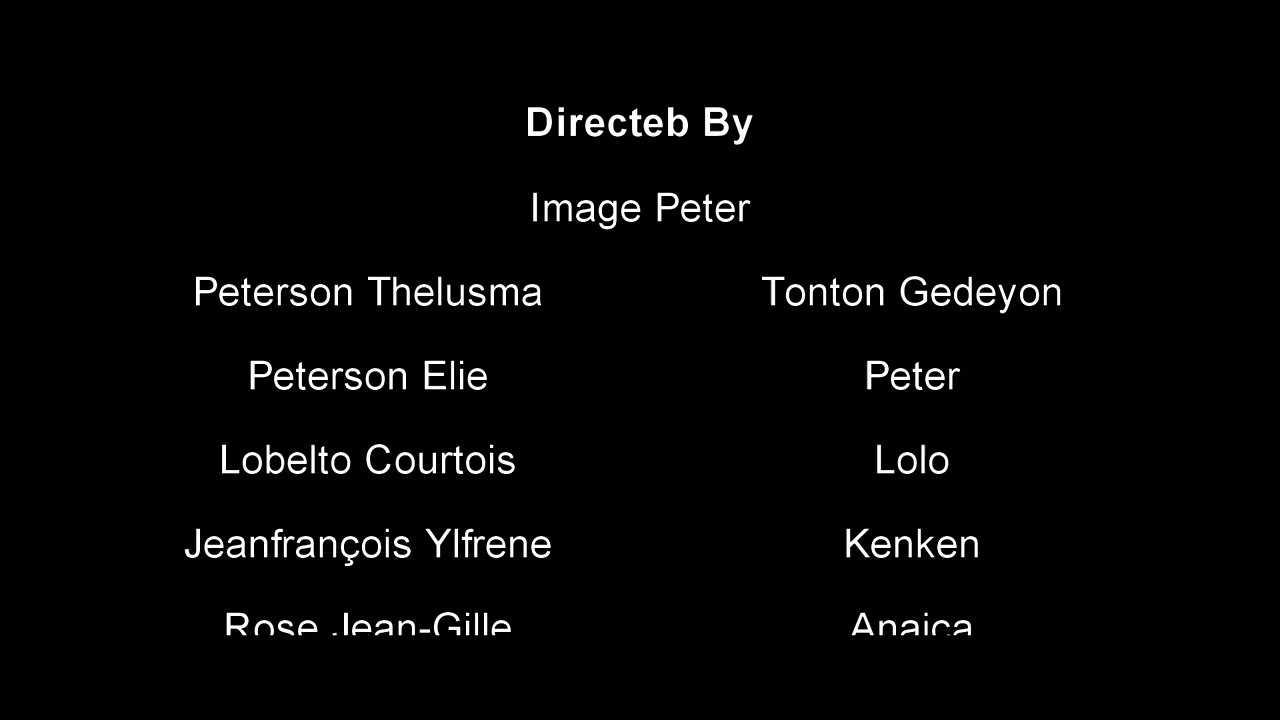 Directeb By
Image Peter
Peterson Thelusma Tonton Gedeyon
Peterson Elie Peter
Lobelto Courtois Lolo
Jeanfrançois Ylfrene Kenken
Rose Jean-Gille Anaica